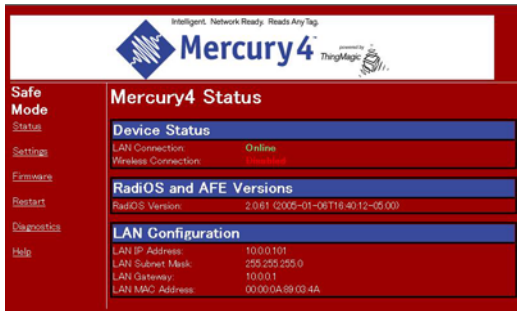 Intelligent. Network Ready. Reads Any Tag.
Mercury4
powered by
ThingMagic
Safe
Mode
Status
Settings
Firmware
Restart
Diagnostics
Help
Mercury4 Status
Device Status
LAN Connection: Online
Wireless Connection: Disabled
RadiOS and AFE Versions
RadiOS Version: 2.0.61 (2005-01-06T16:40:12-05:00)
LAN Configuration
LAN IP Address: 10.0.0.101
LAN Subnet Mask: 255.255.255.0
LAN Gateway: 10.0.0.1
LAN MAC Address: 00:00:0A:89:03:4A